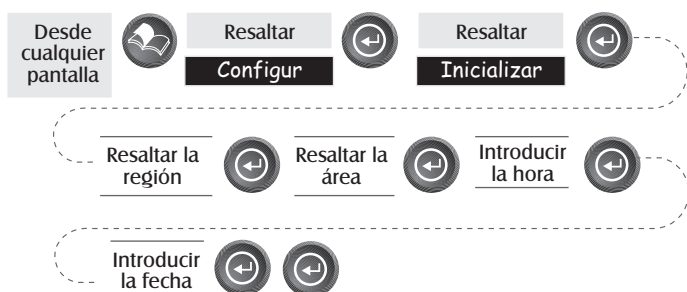 Desde
cualquier
pantalla
Resaltar
Configur
Resaltar
Inicializar
Resaltar la
región
Resaltar la
área
Introducir
la hora
Introducir
la fecha